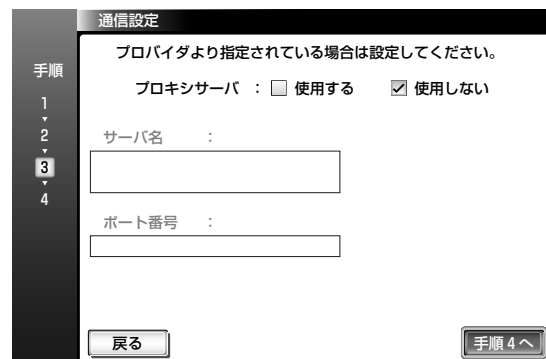 通信設定
手順
1
2
3
4
プロバイダより指定されている場合は設定してください。
プロキシサーバ : 使用する 使用しない
サーバ名 :
ポート番号 :
戻る
手順4へ